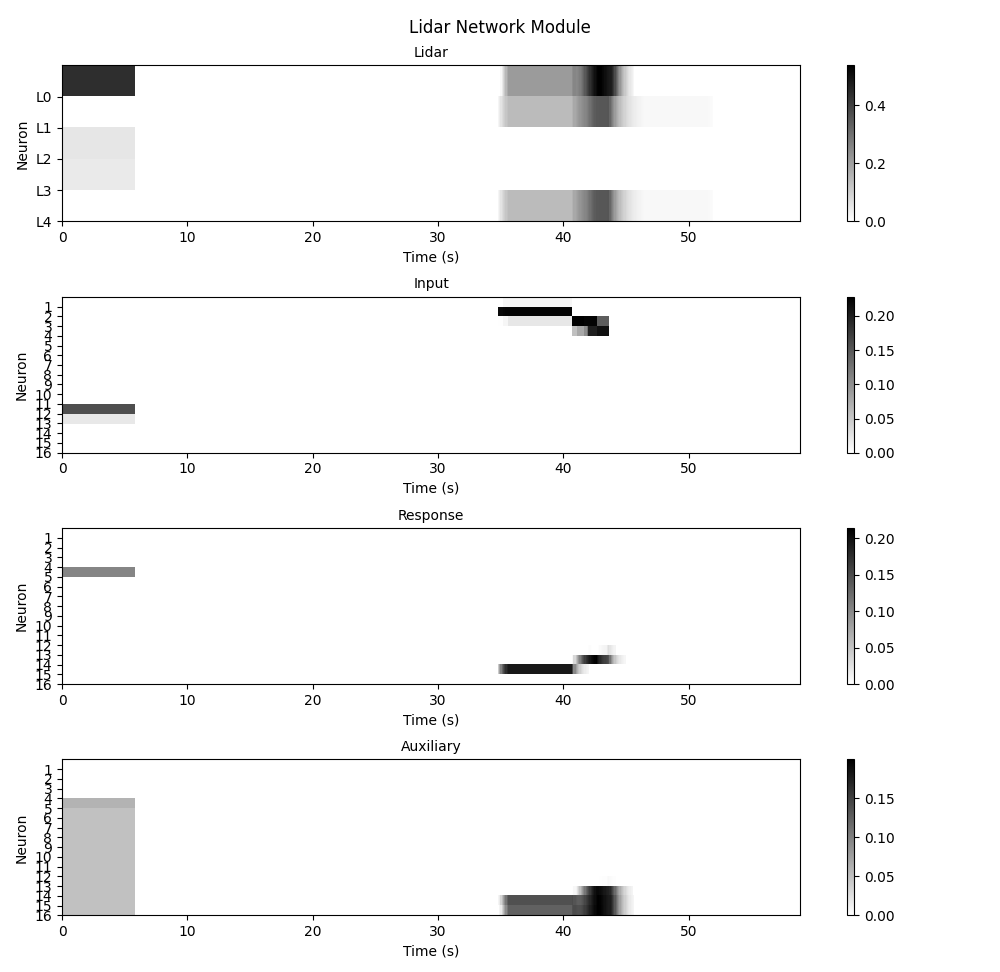 Lidar Network Module
Lidar
Neuron
L0
L1
L2
L3
L4
0 10 20 30 40 50
Time (s)
0.4
0.2
0.0
Input
Neuron
1
2
3
4
5
6
7
8
9
10
11
12
13
14
15
16
0 10 20 30 40 50
Time (s)
0.20
0.15
0.10
0.05
0.00
Response
Neuron
1
2
3
4
5
6
7
8
9
10
11
12
13
14
15
16
0 10 20 30 40 50
Time (s)
0.20
0.15
0.10
0.05
0.00
Auxiliary
Neuron
1
2
3
4
5
6
7
8
9
10
11
12
13
14
15
16
0 10 20 30 40 50
Time (s)
0.15
0.10
0.05
0.00